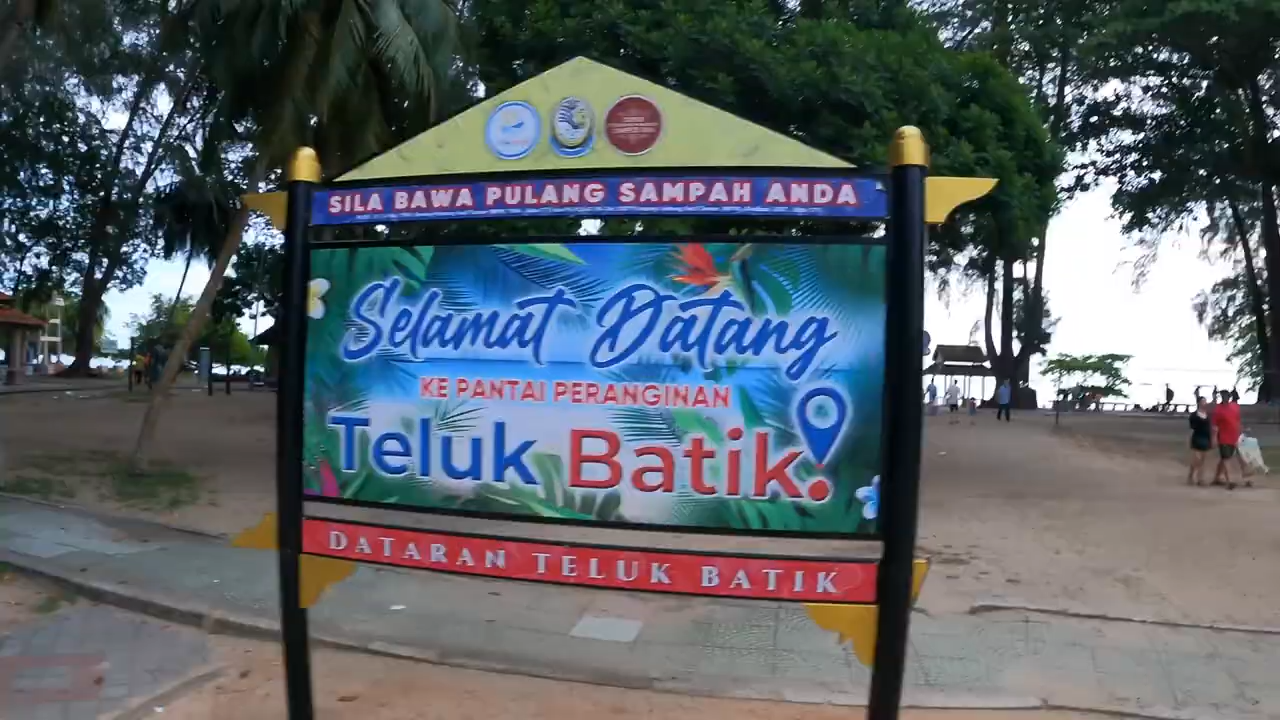 SILA BAWA PULANG SAMPAH ANDA
Selamat Datang
KE PANTAI PERANGINAN
Teluk Batik
DATARAN TELUK BATIK